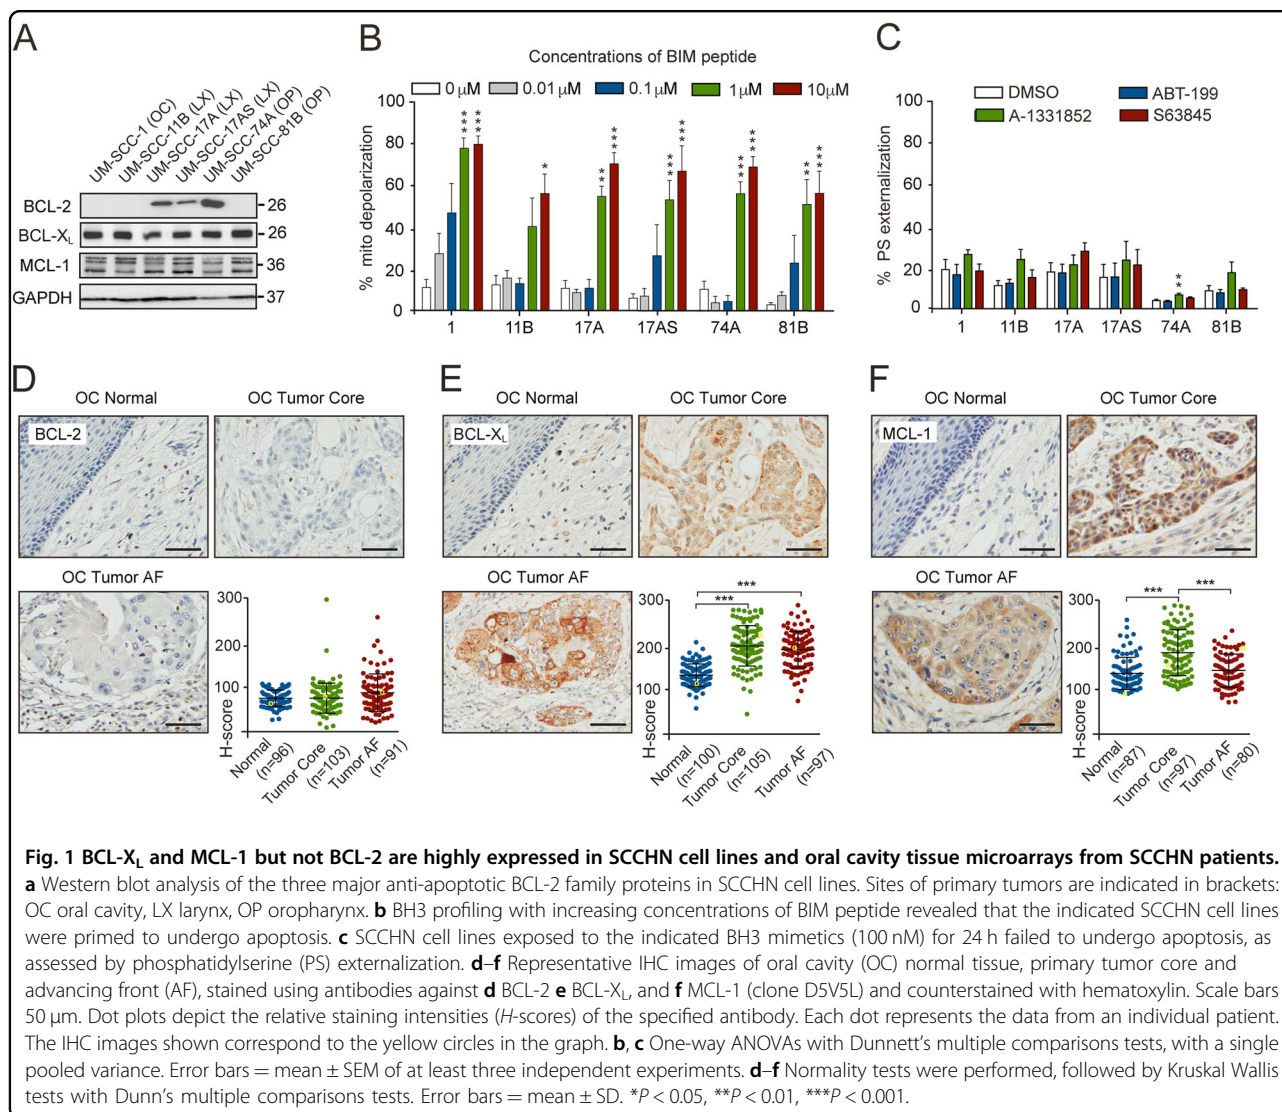 A
UM-SCC-1 (OC)
UM-SCC-11B (LX)
UM-SCC-17A (LX)
UM-SCC-17AS (LX)
UM-SCC-74A (OP)
UM-SCC-81B (OP)
BCL-2
26
BCL-XL
26
MCL-1
36
GAPDH
37
B
Concentrations of BIM peptide
0 µM
0.01 µM
0.1 µM
1 µM
10µM
% mito depolarization
100
80
60
40
20
0
***
***
*
**
***
***
***
***
***
**
***
1
11B
17A
17AS
74A
81B
C
DMSO
ABT-199
A-1331852
S63845
% PS externalization
100
80
60
40
20
0
**
1
11B
17A
17AS
74A
81B
D
OC Normal
OC Tumor Core
BCL-2
OC Tumor AF
H-score
300
200
100
0
Normal (n=96)
Tumor Core (n=103)
Tumor AF (n=91)
E
OC Normal
OC Tumor Core
BCL-XL
OC Tumor AF
H-score
300
200
100
0
***
***
Normal (n=100)
Tumor Core (n=105)
Tumor AF (n=97)
F
OC Normal
OC Tumor Core
MCL-1
OC Tumor AF
H-score
300
200
100
0
***
***
Normal (n=87)
Tumor Core (n=97)
Tumor AF (n=80)
Fig. 1 BCL-XL and MCL-1 but not BCL-2 are highly expressed in SCCHN cell lines and oral cavity tissue microarrays from SCCHN patients.
a Western blot analysis of the three major anti-apoptotic BCL-2 family proteins in SCCHN cell lines. Sites of primary tumors are indicated in brackets:
OC oral cavity, LX larynx, OP oropharynx. b BH3 profiling with increasing concentrations of BIM peptide revealed that the indicated SCCHN cell lines
were primed to undergo apoptosis. c SCCHN cell lines exposed to the indicated BH3 mimetics (100 nM) for 24 h failed to undergo apoptosis, as
assessed by phosphatidylserine (PS) externalization. d–f Representative IHC images of oral cavity (OC) normal tissue, primary tumor core and
advancing front (AF), stained using antibodies against d BCL-2 e BCL-XL, and f MCL-1 (clone D5V5L) and counterstained with hematoxylin. Scale bars
50 µm. Dot plots depict the relative staining intensities (H-scores) of the specified antibody. Each dot represents the data from an individual patient.
The IHC images shown correspond to the yellow circles in the graph. b, c One-way ANOVAs with Dunnett's multiple comparisons tests, with a single
pooled variance. Error bars = mean ± SEM of at least three independent experiments. d–f Normality tests were performed, followed by Kruskal Wallis
tests with Dunn's multiple comparisons tests. Error bars = mean ± SD. *P < 0.05, **P < 0.01, ***P < 0.001.